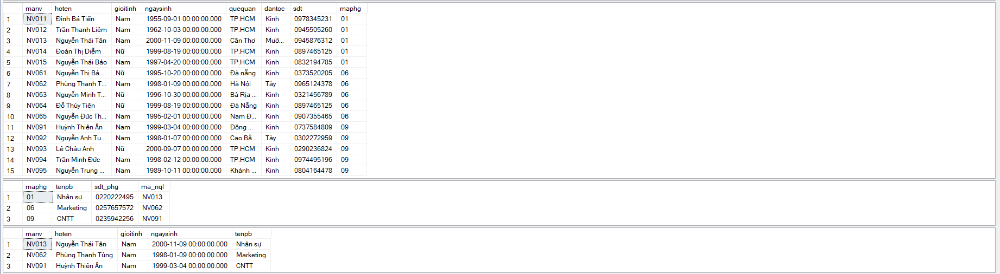 manv hoten gioitinh ngaysinh quequan dantoc sdt maphg
1 NV011 Đinh Bá Tiến Nam 1955-09-01 00:00:00.000 TP.HCM Kinh 0978345231 01
2 NV012 Trần Thanh Liêm Nam 1962-10-03 00:00:00.000 TP.HCM Kinh 0945505260 01
3 NV013 Nguyễn Thái Tân Nam 2000-11-09 00:00:00.000 Cần Thơ Mườ... 0945876312 01
4 NV014 Đoàn Thị Diễm Nữ 1999-08-19 00:00:00.000 TP.HCM Kinh 0897465125 01
5 NV015 Nguyễn Thái Bảo Nam 1997-04-20 00:00:00.000 TP.HCM Kinh 0832194785 01
6 NV061 Nguyễn Thị Bả... Nữ 1995-10-20 00:00:00.000 Đà nẵng Kinh 0373520205 06
7 NV062 Phùng Thanh T... Nam 1998-01-09 00:00:00.000 Hà Nội Tày 0965124378 06
8 NV063 Nguyễn Minh T... Nữ 1996-10-30 00:00:00.000 Bà Rịa ... Kinh 0321456789 06
9 NV064 Đỗ Thủy Tiên Nữ 1999-08-19 00:00:00.000 Đà Nẵng Kinh 0897465125 06
10 NV065 Nguyễn Đức Th... Nam 1995-02-01 00:00:00.000 Nam Đ... Kinh 0907355465 06
11 NV091 Huỳnh Thiên Ân Nam 1999-03-04 00:00:00.000 Đồng ... Kinh 0737584809 09
12 NV092 Nguyễn Anh Tu... Nam 1998-01-07 00:00:00.000 Cao Bằ... Tày 0302272959 09
13 NV093 Lê Châu Anh Nữ 2000-09-07 00:00:00.000 TP.HCM Kinh 0290236824 09
14 NV094 Trần Minh Đức Nam 1998-02-12 00:00:00.000 TP.HCM Kinh 0974495196 09
15 NV095 Nguyễn Trung ... Nam 1989-10-11 00:00:00.000 Khánh ... Kinh 0804164478 09
maphg tenpb sdt_phg ma_nql
1 01 Nhân sự 0220222495 NV013
2 06 Marketing 0257657572 NV062
3 09 CNTT 0235942256 NV091
manv hoten gioitinh ngaysinh tenpb
1 NV013 Nguyễn Thái Tân Nam 2000-11-09 00:00:00.000 Nhân sự
2 NV062 Phùng Thanh Tùng Nam 1998-01-09 00:00:00.000 Marketing
3 NV091 Huỳnh Thiên Ân Nam 1999-03-04 00:00:00.000 CNTT